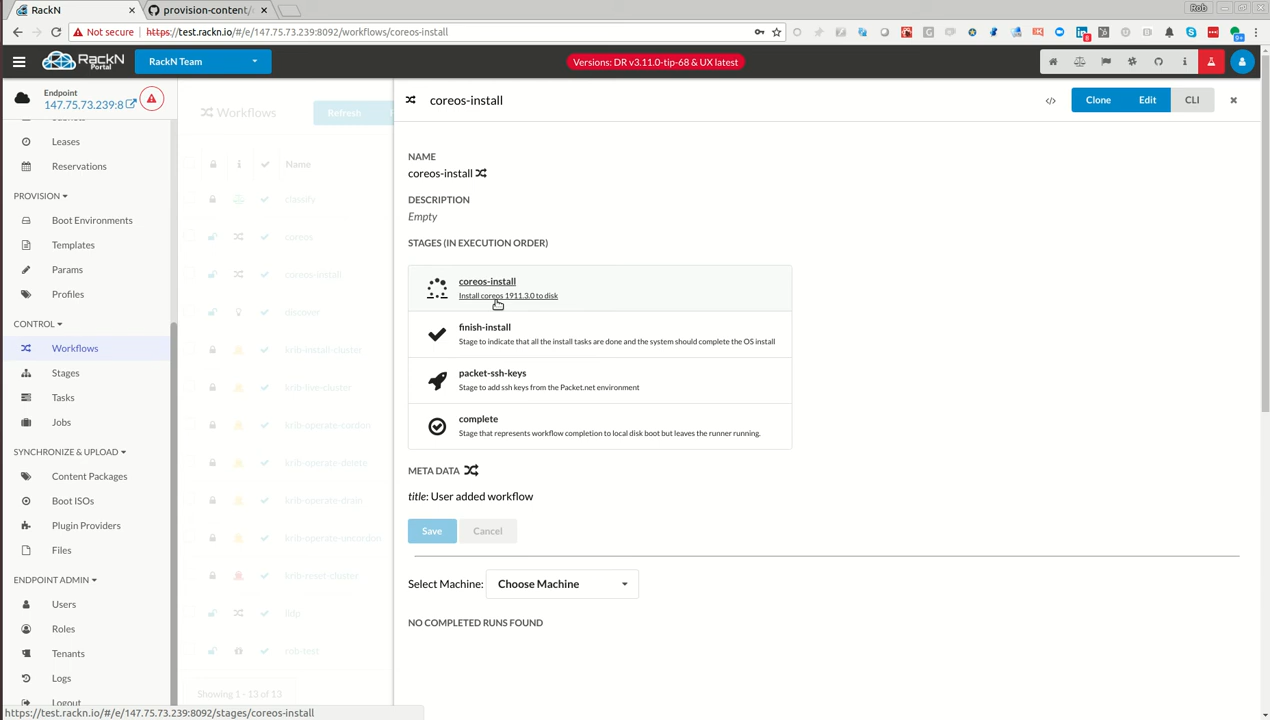 RackN
provision-content/
Rob
Not secure
https://test.rackn.io/#/e/147.75.73.239:8092/workflows/coreos-install
RackN
Portal
RackN Team
Versions: DR v3.11.0-tip-68 & UX latest
Endpoint
147.75.73.239:8
Leases
Reservations
PROVISION
Boot Environments
Templates
Params
Profiles
CONTROL
Workflows
Stages
Tasks
Jobs
SYNCHRONIZE & UPLOAD
Content Packages
Boot ISOs
Plugin Providers
Files
ENDPOINT ADMIN
Users
Roles
Tenants
Logs
Logout
Workflows
Refresh
Name
classify
coreos
coreos-install
discover
krib-install-cluster
krib-live-cluster
krib-operate-cordon
krib-operate-delete
krib-operate-drain
krib-operate-uncordon
krib-reset-cluster
lldp
rob-test
Showing 1 - 13 of 13
coreos-install
Clone
Edit
CLI
NAME
coreos-install
DESCRIPTION
Empty
STAGES (IN EXECUTION ORDER)
coreos-install
Install coreos 1911.3.0 to disk
finish-install
Stage to indicate that all the install tasks are done and the system should complete the OS install
packet-ssh-keys
Stage to add ssh keys from the Packet.net environment
complete
Stage that represents workflow completion to local disk boot but leaves the runner running.
META DATA
title: User added workflow
Save
Cancel
Select Machine:
Choose Machine
NO COMPLETED RUNS FOUND
https://test.rackn.io/#/e/147.75.73.239:8092/stages/coreos-install